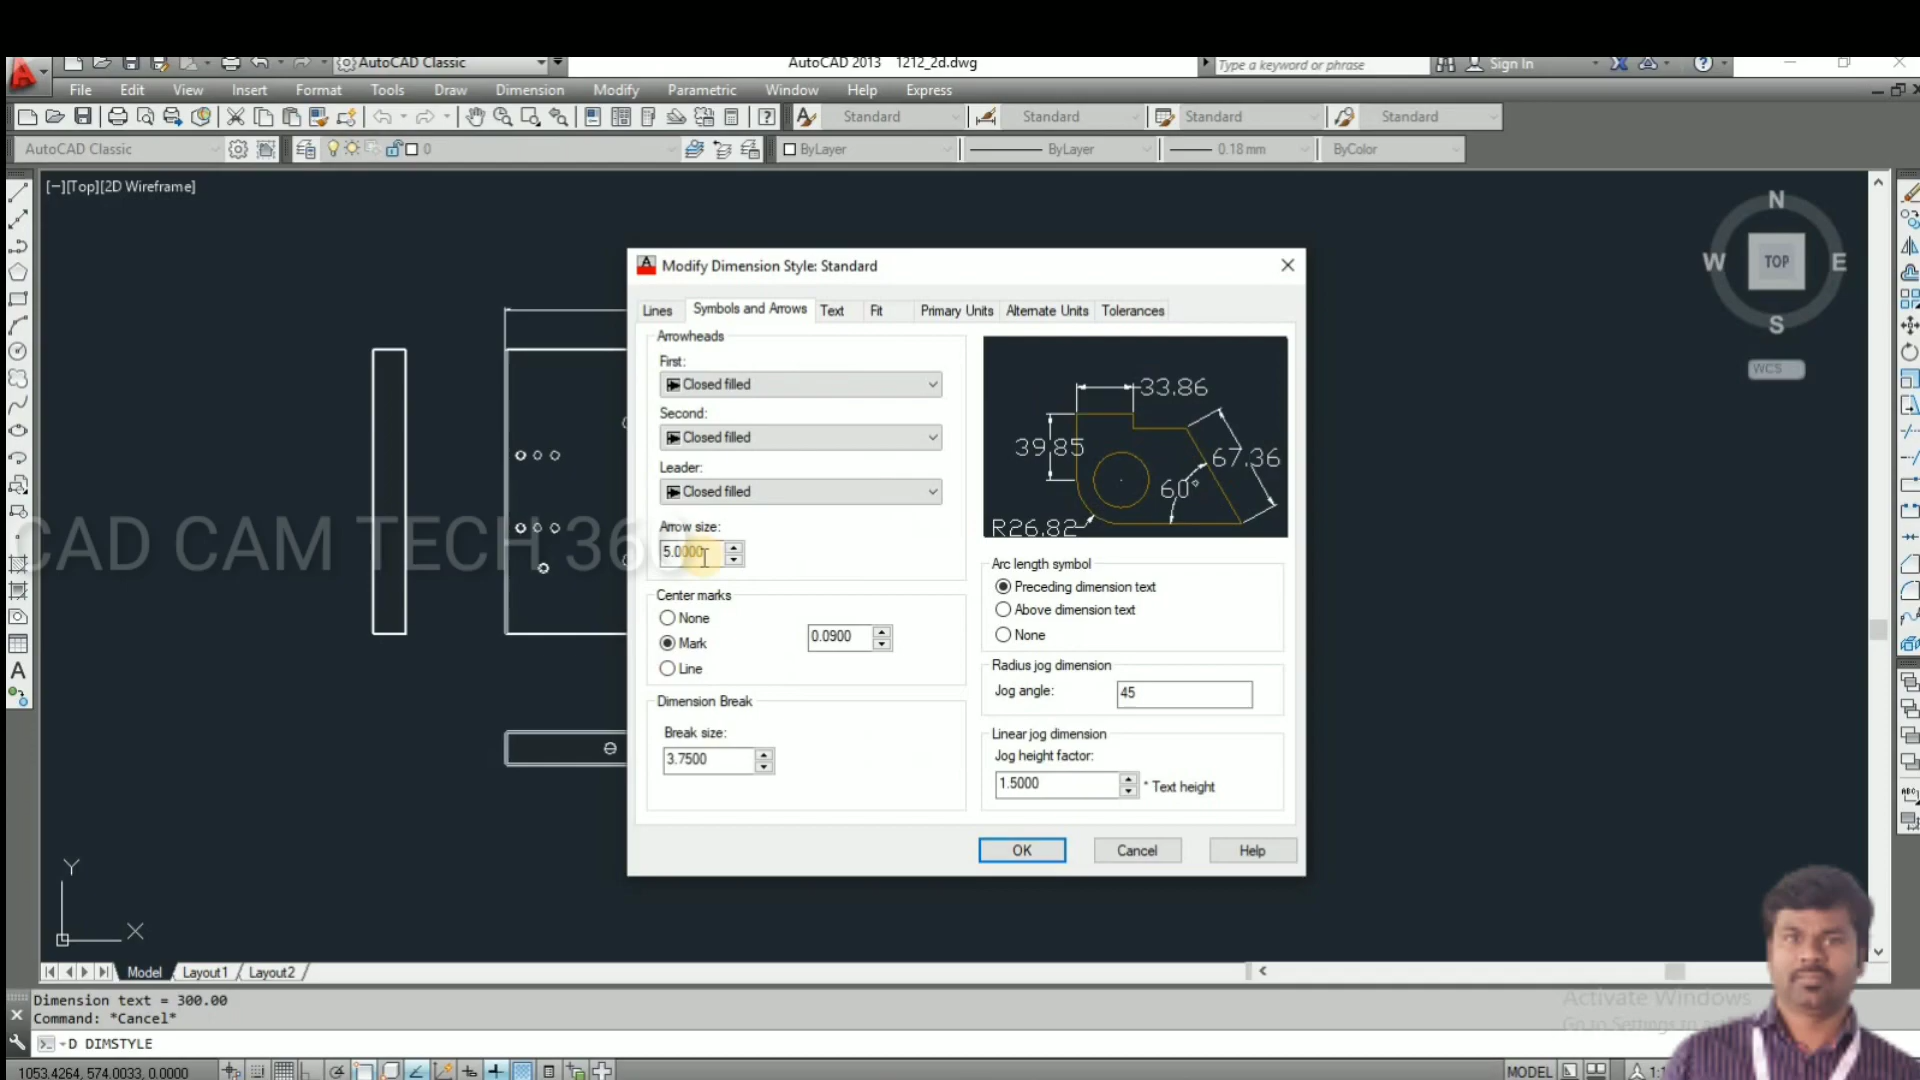 AutoCAD Classic
AutoCAD 2013 1212_2d.dwg
Type a keyword or phrase
Sign In
File Edit View Insert Format Tools Draw Dimension Modify Parametric Window Help Express
Standard Standard Standard Standard
AutoCAD Classic
0
ByLayer
ByLayer
0.18 mm
ByColor
[−][Top][2D Wireframe]
N
W TOP E
S
WCS
Modify Dimension Style: Standard
Lines Symbols and Arrows Text Fit Primary Units Alternate Units Tolerances
Arrowheads
First:
Closed filled
Second:
Closed filled
Leader:
Closed filled
Arrow size:
5.0000
Center marks
None
Mark
0.0900
Line
Dimension Break
Break size:
3.7500
33.86
39.85
67.36
60°
R26.82
Arc length symbol
Preceding dimension text
Above dimension text
None
Radius jog dimension
Jog angle:
45
Linear jog dimension
Jog height factor:
1.5000
* Text height
OK Cancel Help
CAD CAM TECH 360
Y
X
Model Layout1 Layout2
Dimension text = 300.00
Command: *Cancel*
D DIMSTYLE
Activate Windows
1053.4264, 574.0033, 0.0000
MODEL